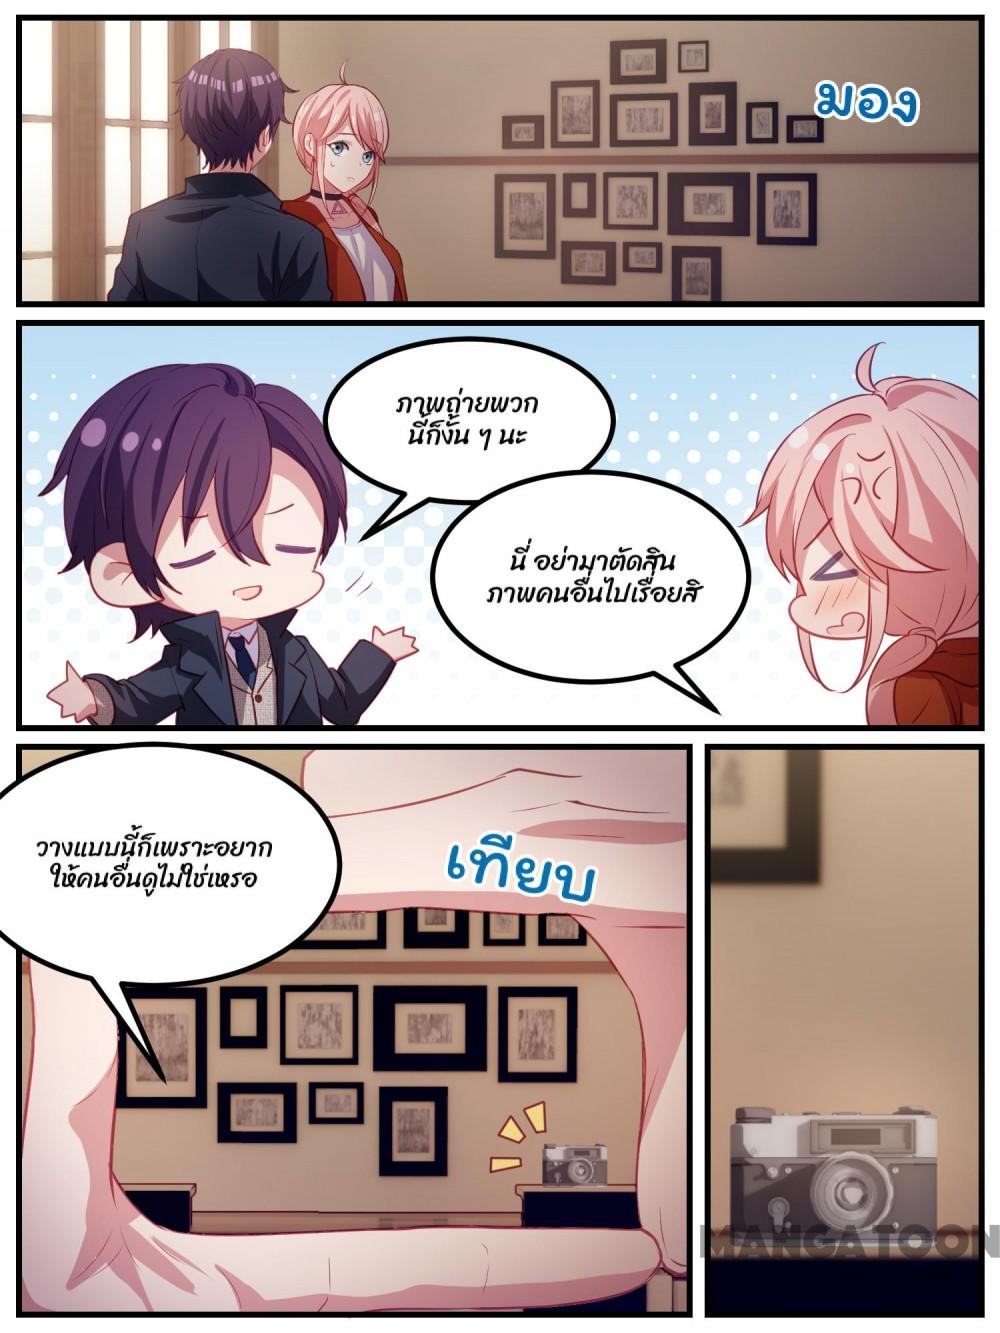 มอง
ภาพถ่ายพวก
นี้ก็งั้น ๆ นะ
นี่ อย่ามาตัดสิน
ภาพคนอื่นไปเรื่อยสิ
วางแบบนี้ก็เพราะอยาก
ให้คนอื่นดูไม่ใช่เหรอ
เทียบ
MANGATOON